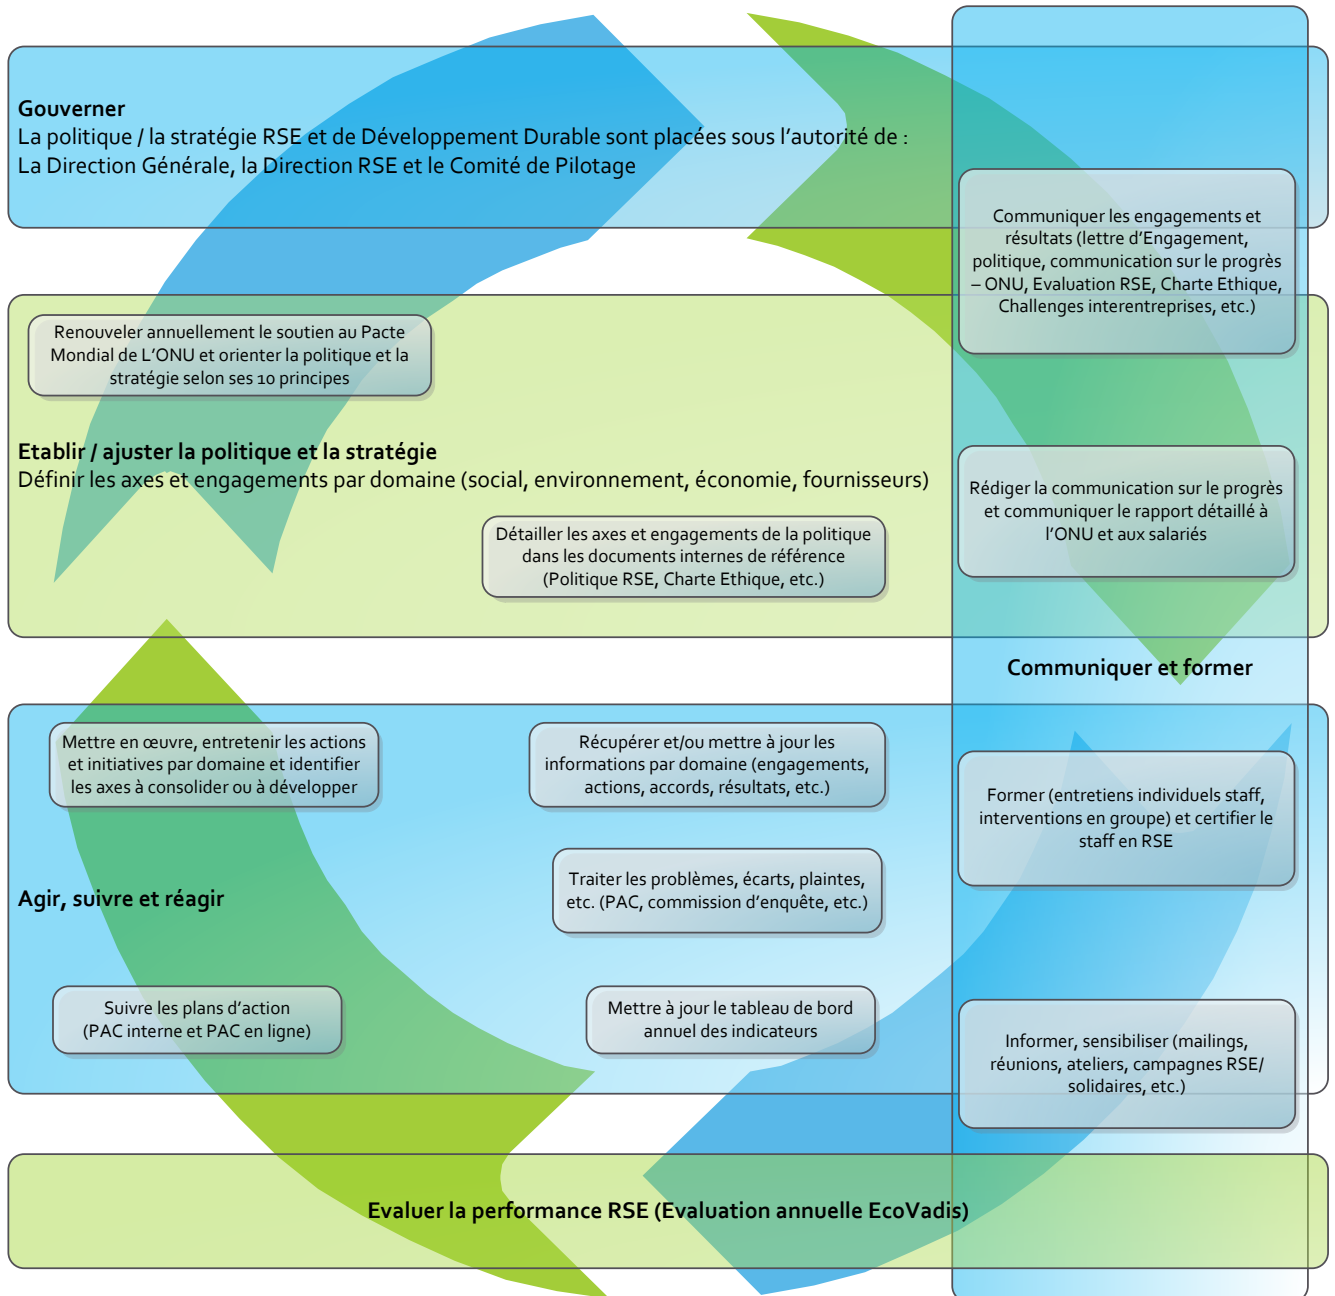 Gouverner
La politique / la stratégie RSE et de Développement Durable sont placées sous l'autorité de :
La Direction Générale, la Direction RSE et le Comité de Pilotage
Communiquer les engagements et
résultats (lettre d'Engagement,
politique, communication sur le progrès
– ONU, Evaluation RSE, Charte Ethique,
Challenges interentreprises, etc.)
Renouveler annuellement le soutien au Pacte
Mondial de L'ONU et orienter la politique et la
stratégie selon ses 10 principes
Etablir / ajuster la politique et la stratégie
Définir les axes et engagements par domaine (social, environnement, économie, fournisseurs)
Détailler les axes et engagements de la politique
dans les documents internes de référence
(Politique RSE, Charte Ethique, etc.)
Rédiger la communication sur le progrès
et communiquer le rapport détaillé à
l'ONU et aux salariés
Communiquer et former
Mettre en œuvre, entretenir les actions
et initiatives par domaine et identifier
les axes à consolider ou à développer
Récupérer et/ou mettre à jour les
informations par domaine (engagements,
actions, accords, résultats, etc.)
Former (entretiens individuels staff,
interventions en groupe) et certifier le
staff en RSE
Agir, suivre et réagir
Traiter les problèmes, écarts, plaintes,
etc. (PAC, commission d'enquête, etc.)
Suivre les plans d'action
(PAC interne et PAC en ligne)
Mettre à jour le tableau de bord
annuel des indicateurs
Informer, sensibiliser (mailings,
réunions, ateliers, campagnes RSE/
solidaires, etc.)
Evaluer la performance RSE (Evaluation annuelle EcoVadis)